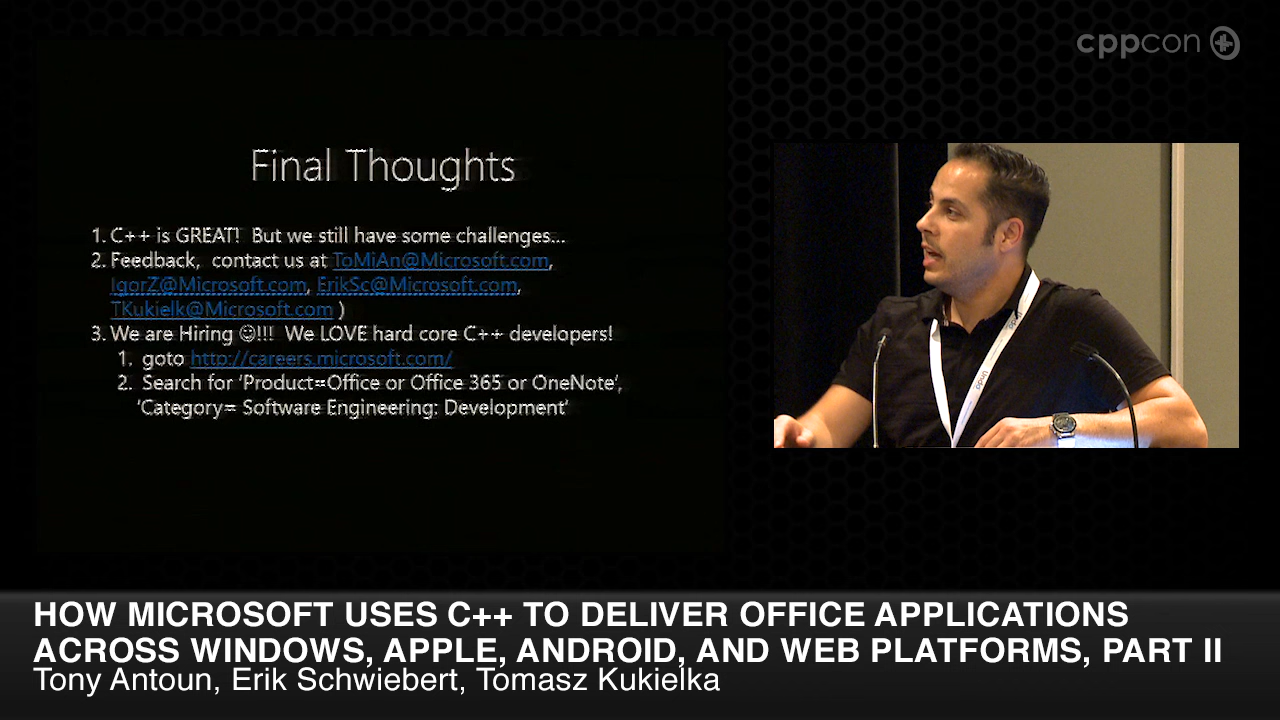 cppcon
Final Thoughts
1. C++ is GREAT! But we still have some challenges...
2. Feedback, contact us at ToMiAn@Microsoft.com,
IgorZ@Microsoft.com, ErikSc@Microsoft.com,
TKukielk@Microsoft.com )
3. We are Hiring ☺!!! We LOVE hard core C++ developers!
1. goto http://careers.microsoft.com/
2. Search for 'Product=Office or Office 365 or OneNote',
'Category= Software Engineering: Development'
HOW MICROSOFT USES C++ TO DELIVER OFFICE APPLICATIONS
ACROSS WINDOWS, APPLE, ANDROID, AND WEB PLATFORMS, PART II
Tony Antoun, Erik Schwiebert, Tomasz Kukielka